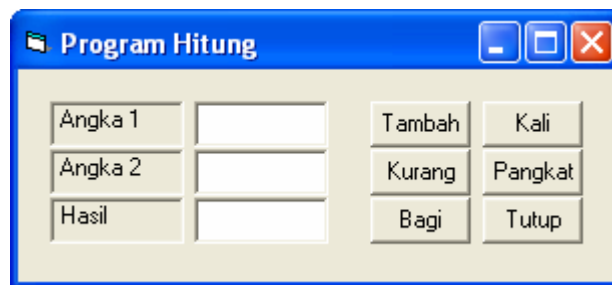 Program Hitung
Angka 1
Tambah Kali
Angka 2
Kurang Pangkat
Hasil
Bagi Tutup